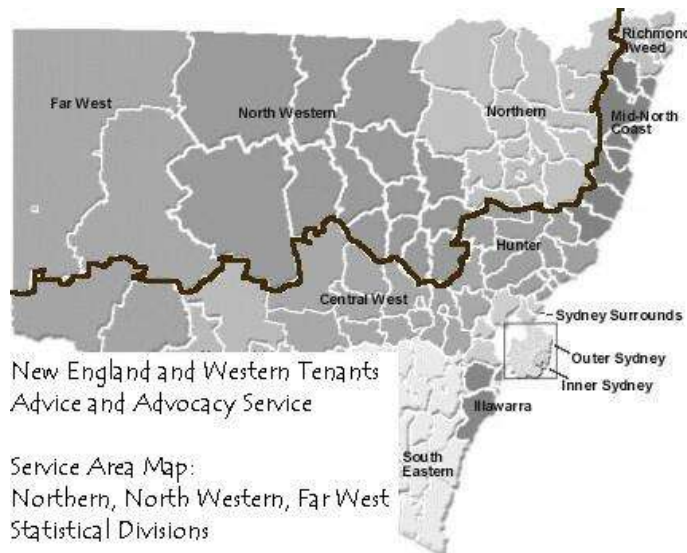 Richmond
Tweed
Far West
North Western
Northern
Mid-North
Coast
Hunter
Central West
Sydney Surrounds
Outer Sydney
Inner Sydney
Illawarra
South
Eastern
New England and Western Tenants
Advice and Advocacy Service
Service Area Map:
Northern, North Western, Far West
Statistical Divisions